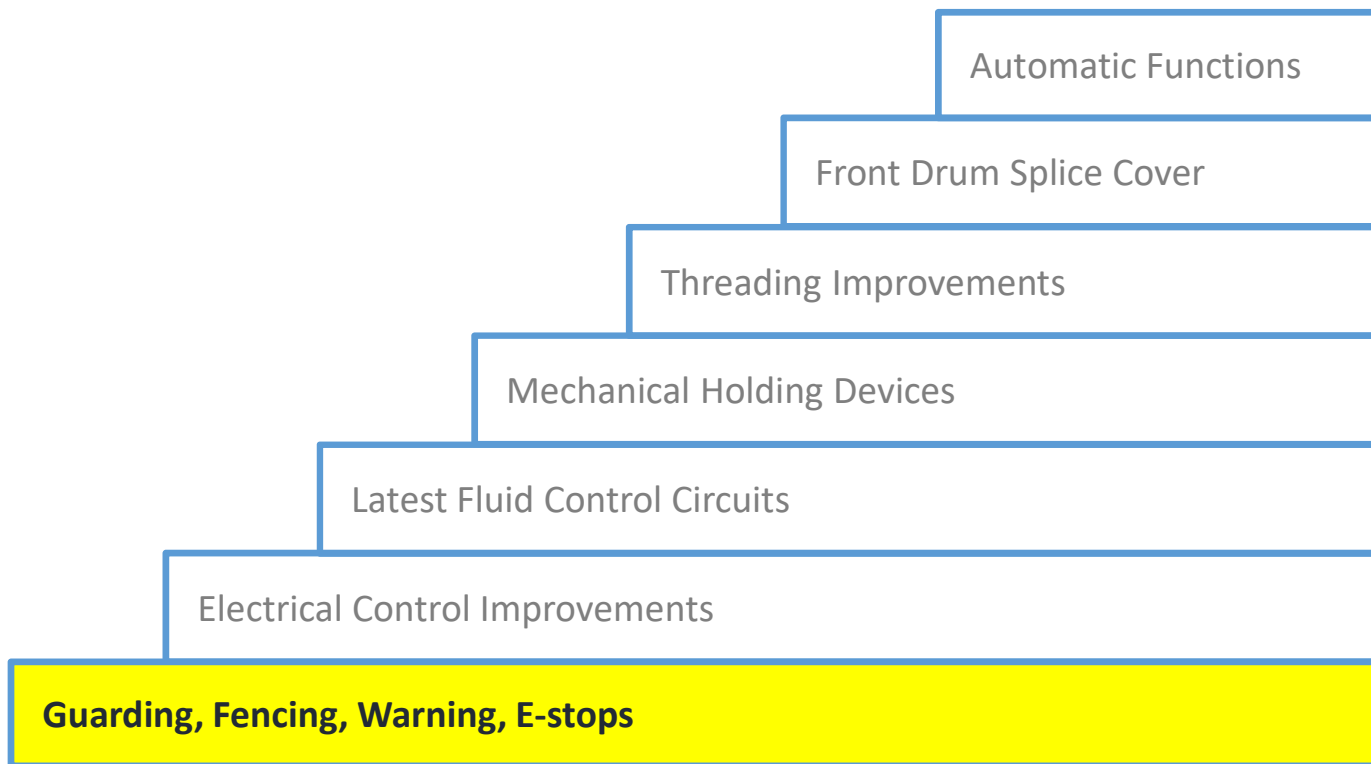 Automatic Functions
Front Drum Splice Cover
Threading Improvements
Mechanical Holding Devices
Latest Fluid Control Circuits
Electrical Control Improvements
Guarding, Fencing, Warning, E-stops